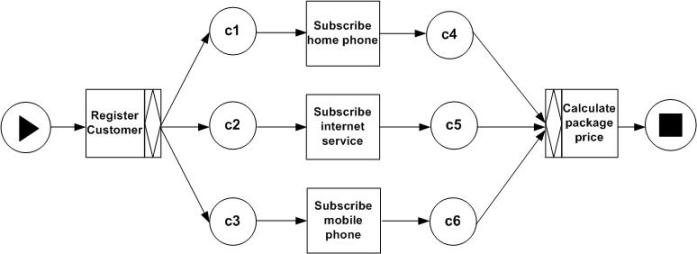 Register
Customer
c1
c2
c3
Subscribe
home phone
Subscribe
internet
service
Subscribe
mobile
phone
c4
c5
c6
Calculate
package
price